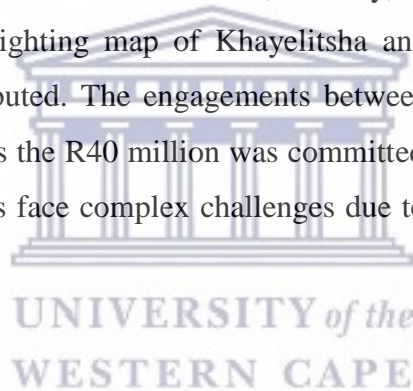 ighting map of Khayelitsha an
outed. The engagements between
s the R40 million was committed
s face complex challenges due to
UNIVERSITY of the
WESTERN CAPE